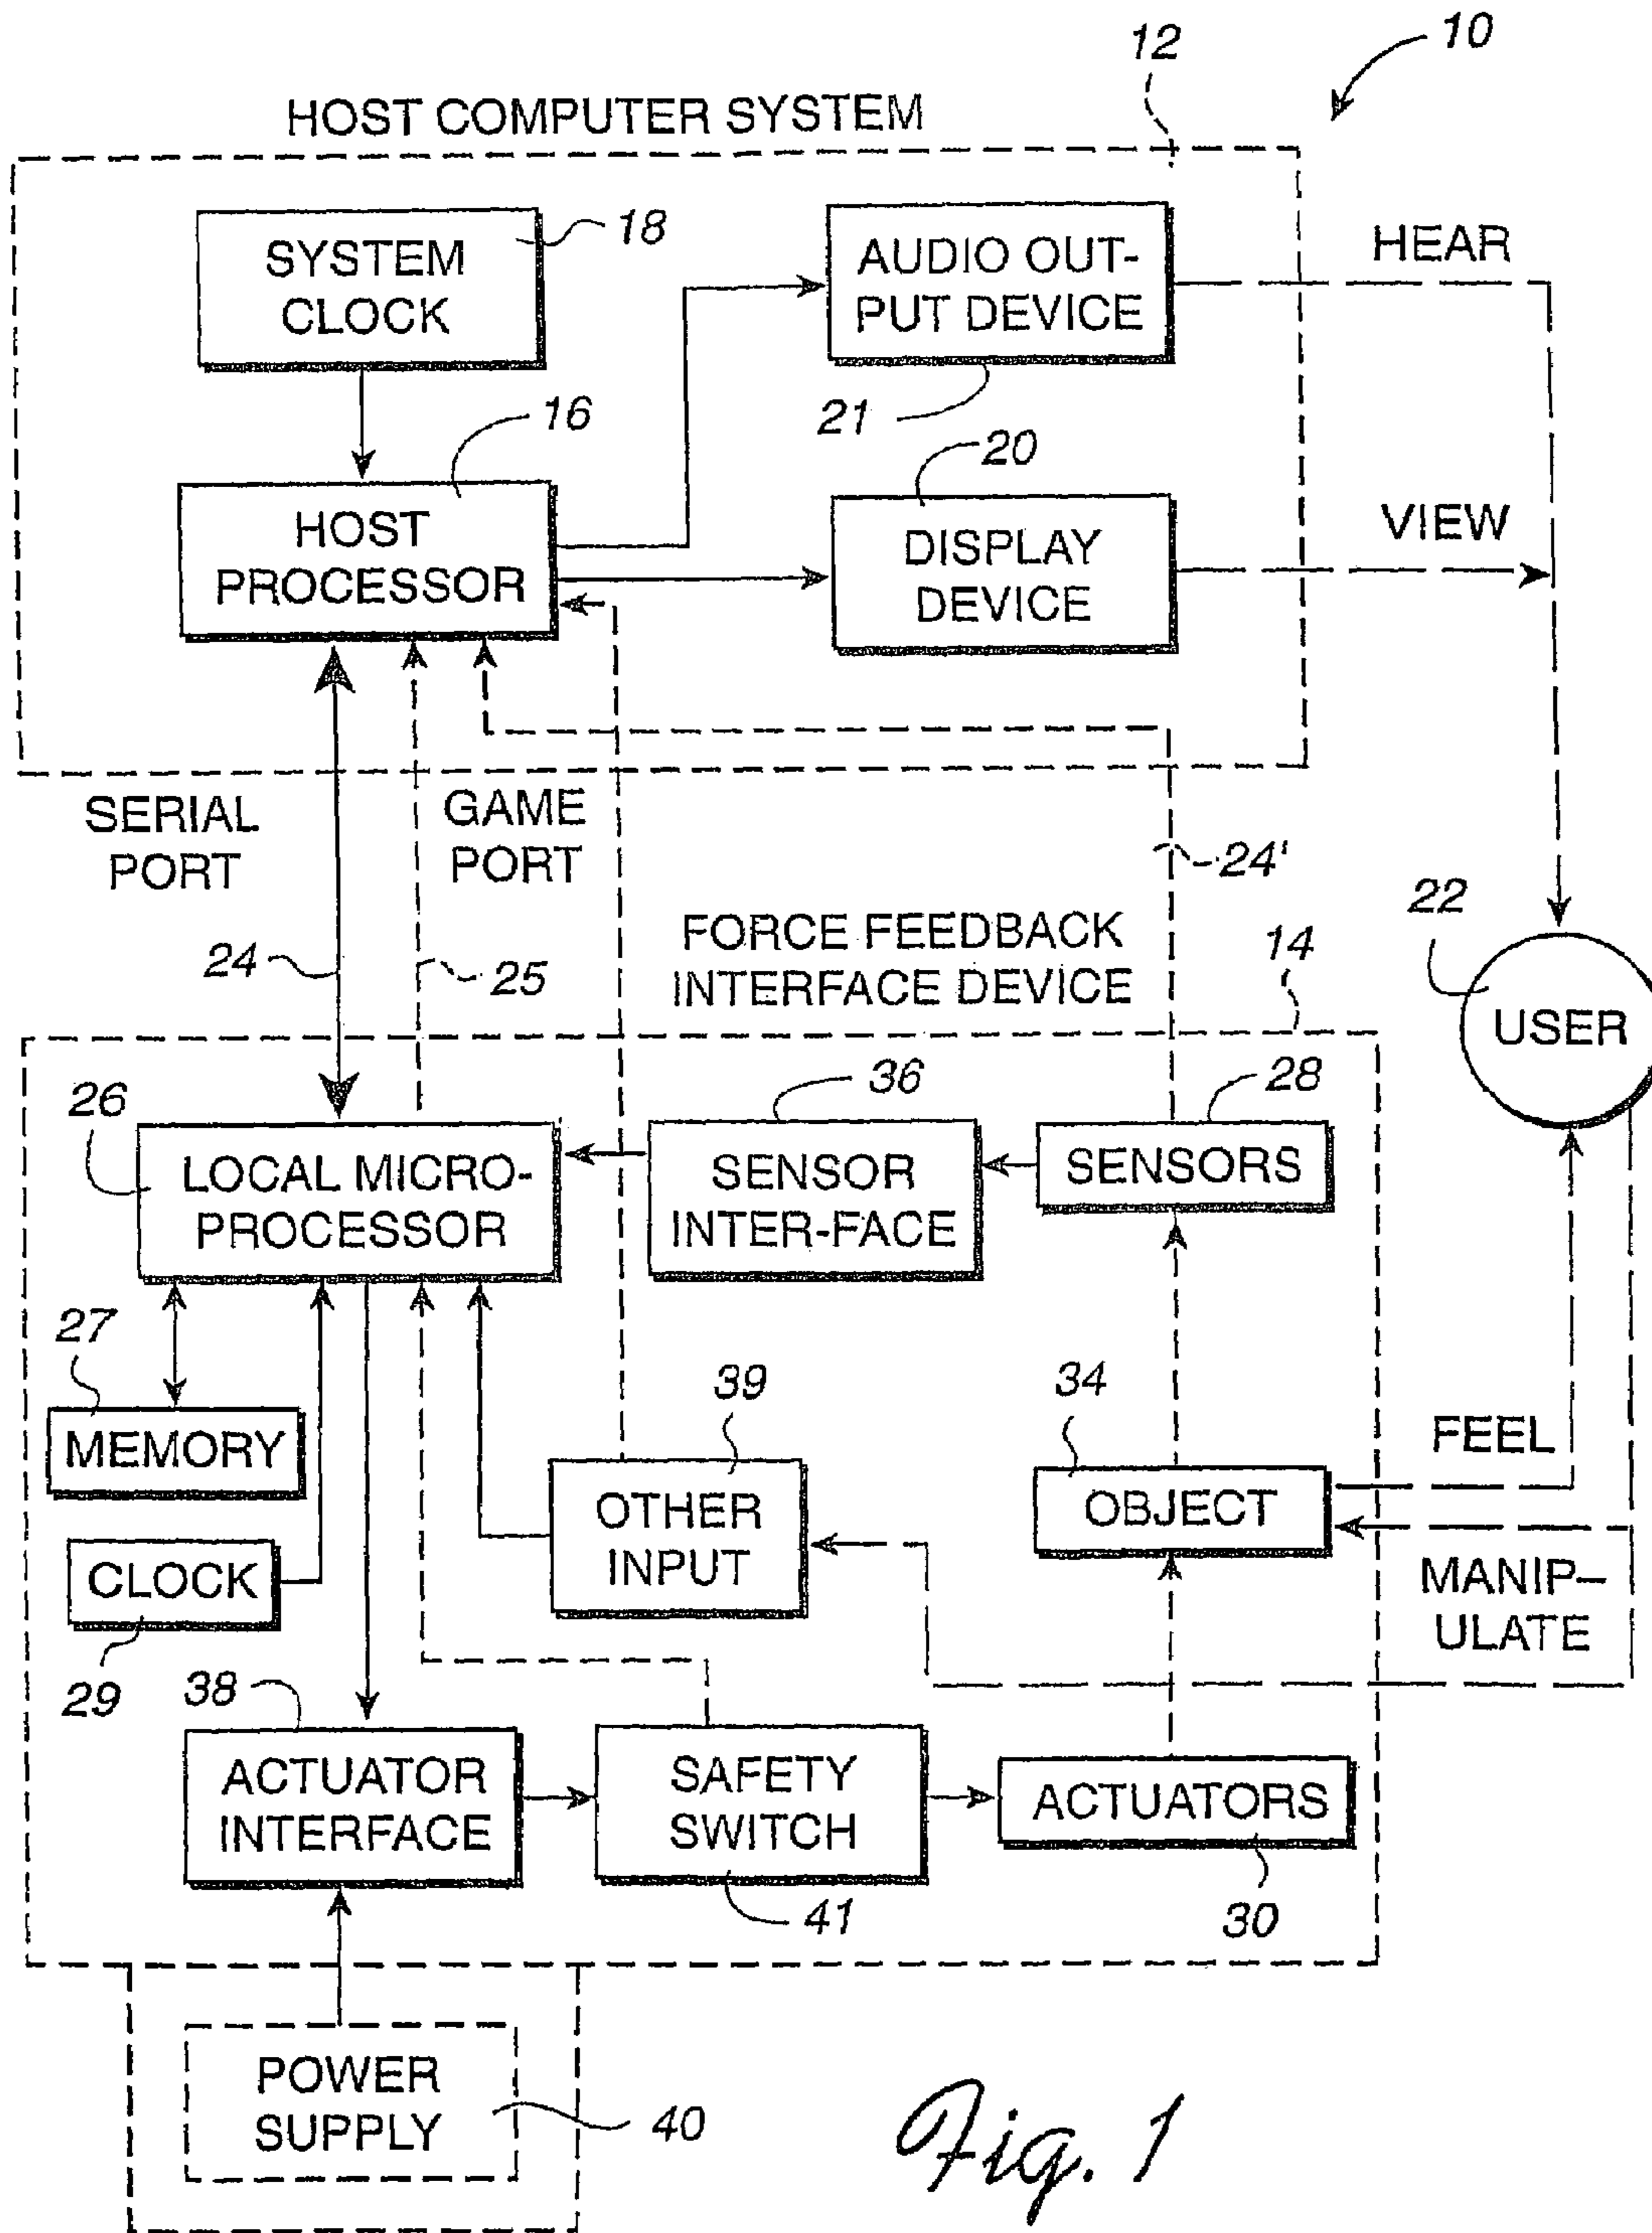 10
12
HOST COMPUTER SYSTEM
SYSTEM
CLOCK
18
AUDIO OUT-
PUT DEVICE
21
HEAR
16
HOST
PROCESSOR
20
DISPLAY
DEVICE
VIEW
SERIAL
PORT
GAME
PORT
24'
24
25
FORCE FEEDBACK
INTERFACE DEVICE
14
22
USER
26
LOCAL MICRO-
PROCESSOR
36
SENSOR
INTER-FACE
28
SENSORS
27
MEMORY
39
OTHER
INPUT
34
OBJECT
FEEL
CLOCK
29
MANIP-
ULATE
38
ACTUATOR
INTERFACE
SAFETY
SWITCH
41
ACTUATORS
30
POWER
SUPPLY
40
Fig. 1